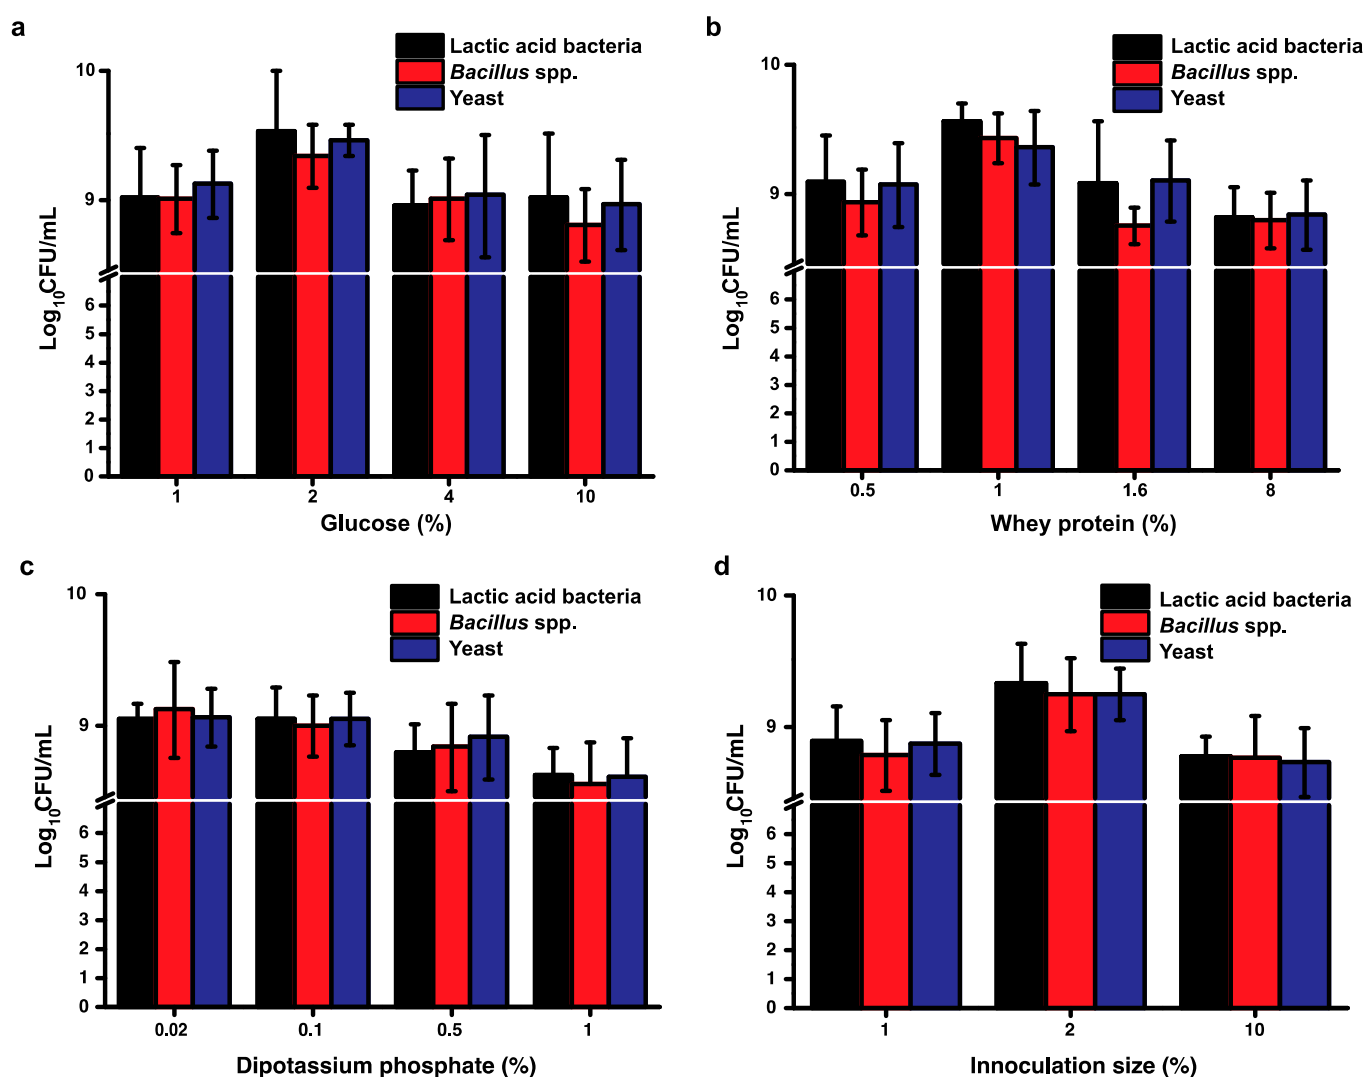 a
Lactic acid bacteria
Bacillus spp.
Yeast
10
9
6
5
4
3
2
1
0
Log10CFU/mL
1 2 4 10
Glucose (%)
b
Lactic acid bacteria
Bacillus spp.
Yeast
10
9
6
5
4
3
2
1
0
Log10CFU/mL
0.5 1 1.6 8
Whey protein (%)
c
Lactic acid bacteria
Bacillus spp.
Yeast
10
9
6
5
4
3
2
1
0
Log10CFU/mL
0.02 0.1 0.5 1
Dipotassium phosphate (%)
d
Lactic acid bacteria
Bacillus spp.
Yeast
10
9
6
5
4
3
2
1
0
Log10CFU/mL
1 2 10
Innoculation size (%)